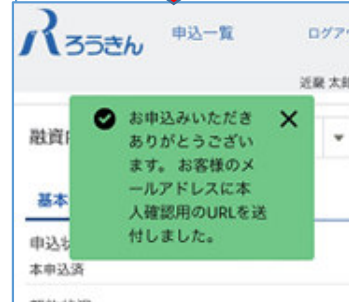 ろうきん 申込一覧 ログア
近畿 太郎
お申込みいただき
ありがとうござい
ます。 お客様のメ
ールアドレスに本
人確認用のURLを送
付しました。
融資
基本
申込状
本申込済